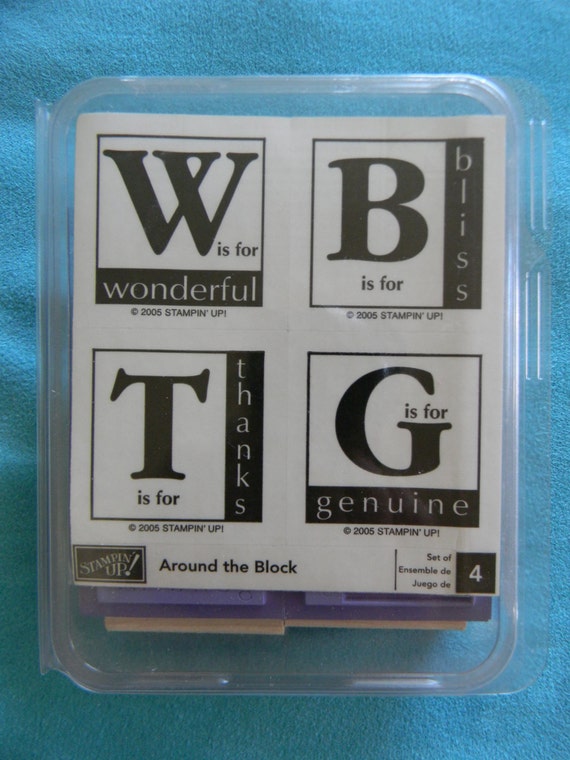 W
is for
wonderful
© 2005 STAMPIN' UP!
B
is for
bliss
© 2005 STAMPIN' UP!
T
is for
thanks
© 2005 STAMPIN' UP!
G
is for
genuine
© 2005 STAMPIN' UP!
STAMPIN' UP!
Around the Block
Set of
Ensemble de
Juego de
4